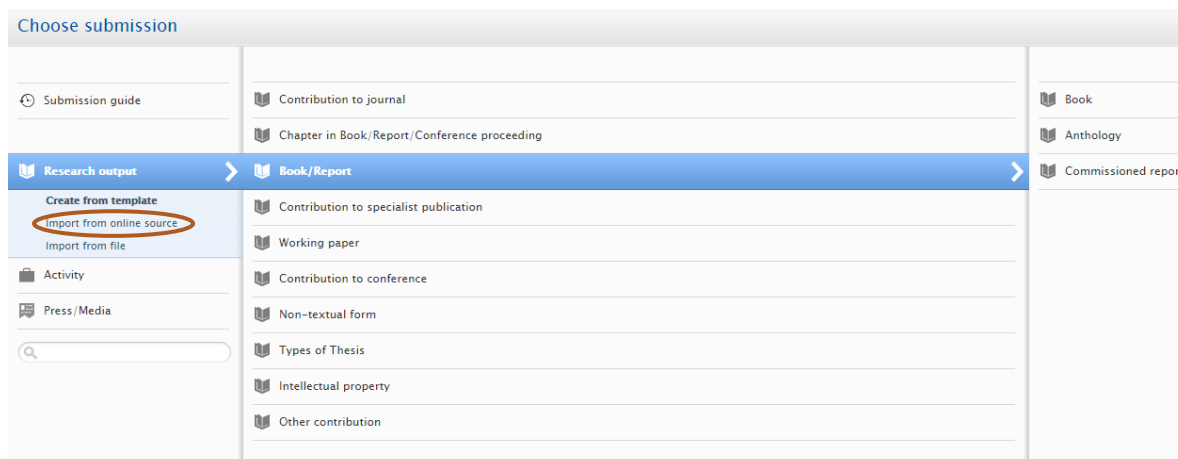 Choose submission
Submission guide
Research output
Create from template
Import from online source
Import from file
Activity
Press/Media
Contribution to journal
Chapter in Book/Report/Conference proceeding
Book/Report
Contribution to specialist publication
Working paper
Contribution to conference
Non-textual form
Types of Thesis
Intellectual property
Other contribution
Book
Anthology
Commissioned repor